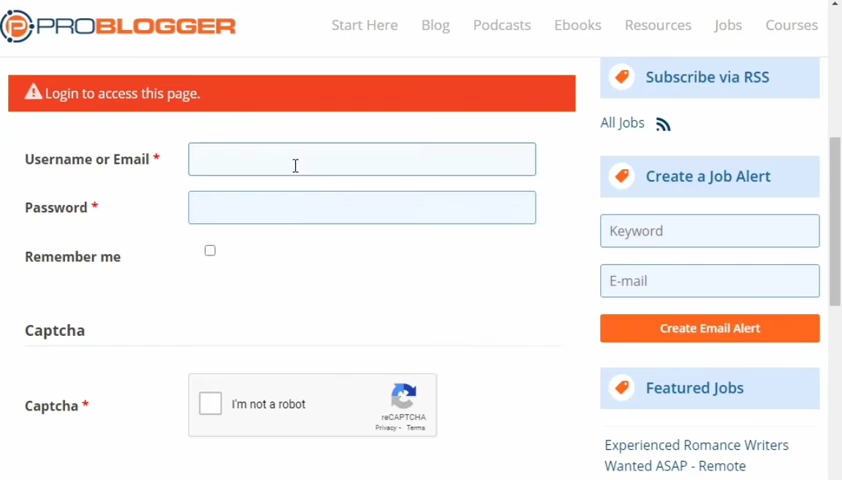 PROBLOGGER
Start Here Blog Podcasts Ebooks Resources Jobs Courses
Login to access this page.
Username or Email *
Password *
Remember me
Captcha
Captcha *
I'm not a robot
reCAPTCHA
Privacy - Terms
Subscribe via RSS
All Jobs
Create a Job Alert
Keyword
E-mail
Create Email Alert
Featured Jobs
Experienced Romance Writers
Wanted ASAP - Remote